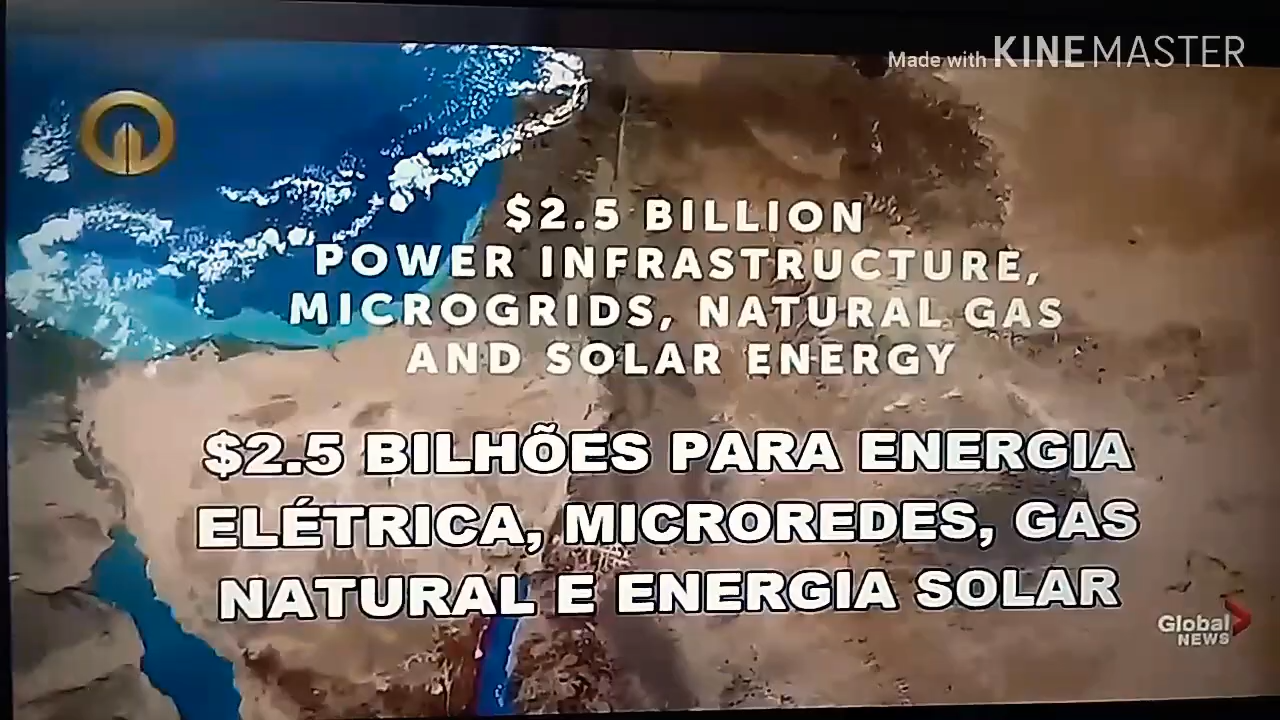 Made with KINEMASTER
$2.5 BILLION
POWER INFRASTRUCTURE,
MICROGRIDS, NATURAL GAS
AND SOLAR ENERGY
$2.5 BILHÕES PARA ENERGIA
ELÉTRICA, MICROREDES, GAS
NATURAL E ENERGIA SOLAR
Global
NEWS